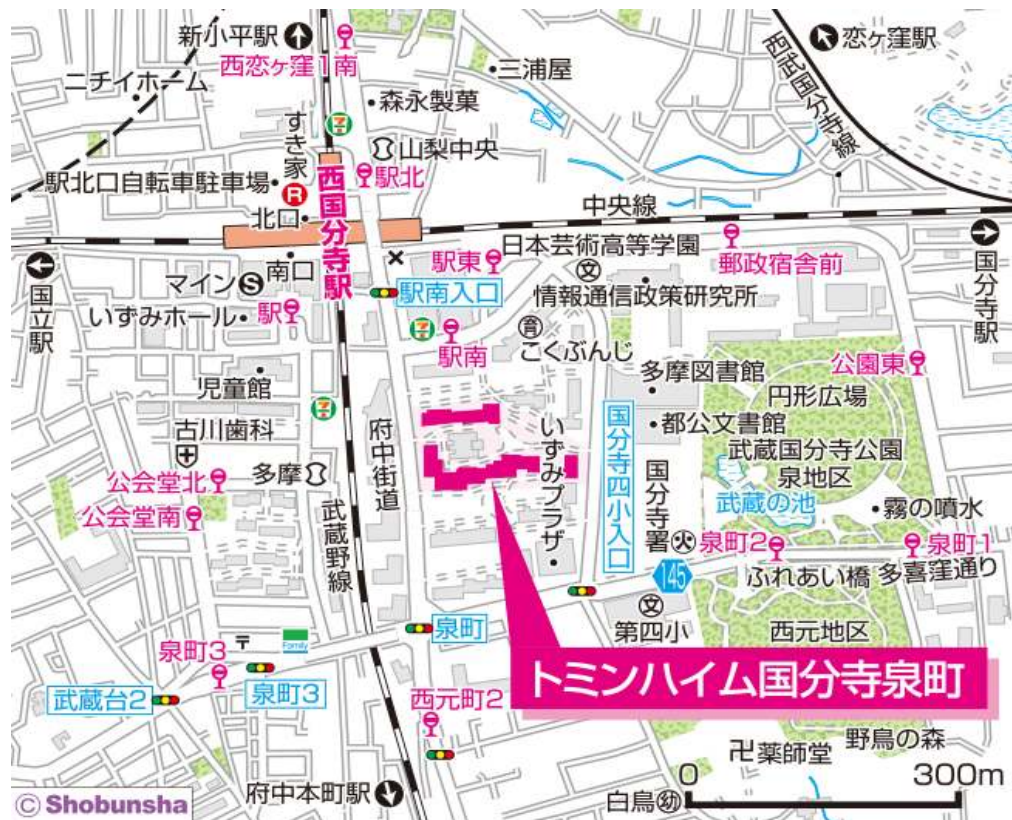 新小平駅
西恋ヶ窪1南
恋ヶ窪駅
三浦屋
ニチイホーム
森永製菓
西武国分寺線
すき家
山梨中央
駅北口自転車駐車場
R
駅北
北口
西国分寺駅
中央線
日本芸術高等学園
駅東
文
郵政宿舎前
国立駅
南口
マイン
S
駅南入口
情報通信政策研究所
国分寺駅
いずみホール
駅
駅南
育
こくぶんじ
公園東
児童館
多摩図書館
円形広場
都公文書館
古川歯科
府中街道
いずみプラザ
国分寺四小入口
武蔵国分寺公園
泉地区
公会堂北
多摩
国分寺署
武蔵の池
公会堂南
武蔵野線
霧の噴水
火
泉町2
泉町1
145
ふれあい橋
多喜窪通り
文
第四小
泉町
西元地区
泉町3
〒
Family
トミンハイム国分寺泉町
武蔵台2
泉町3
西元町2
野鳥の森
卍薬師堂
0
300m
府中本町駅
白鳥
幼
© Shobunsha